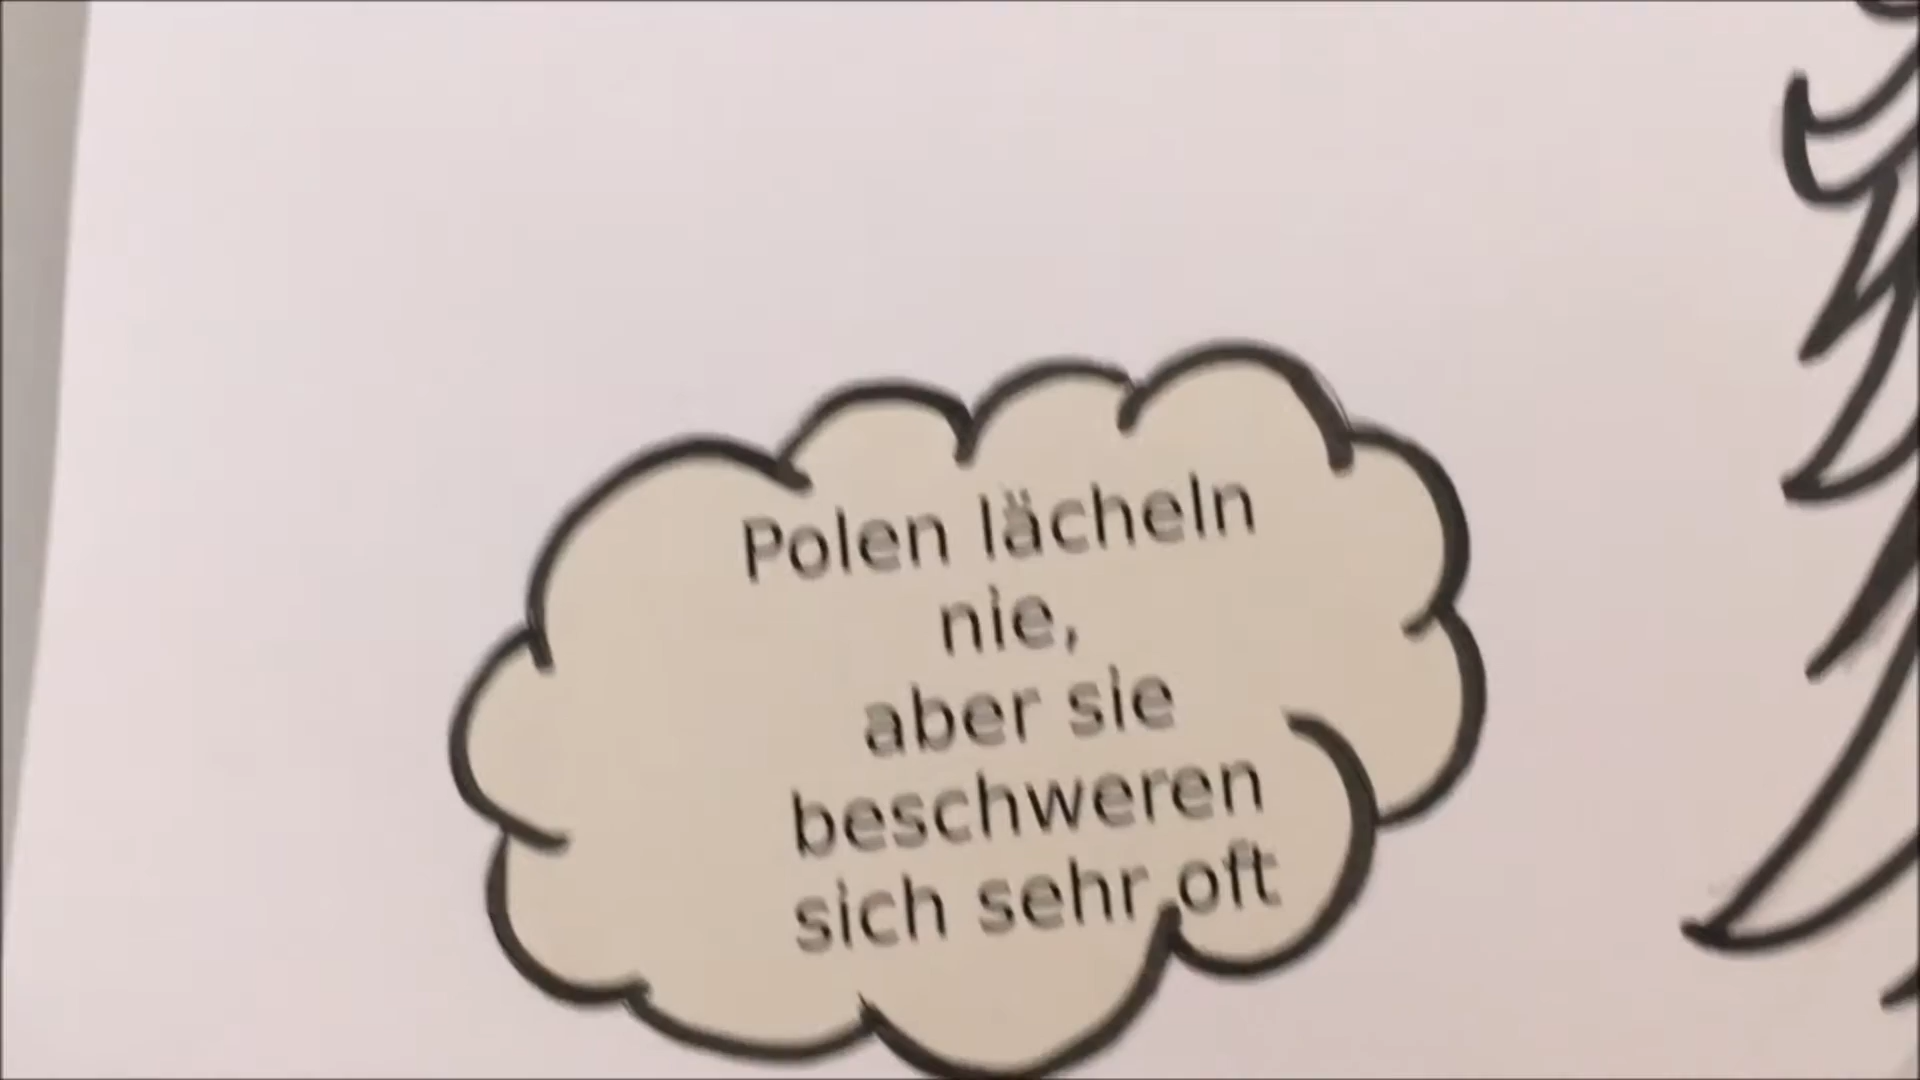 Polen lächeln
nie,
aber sie
beschweren
sich sehr oft